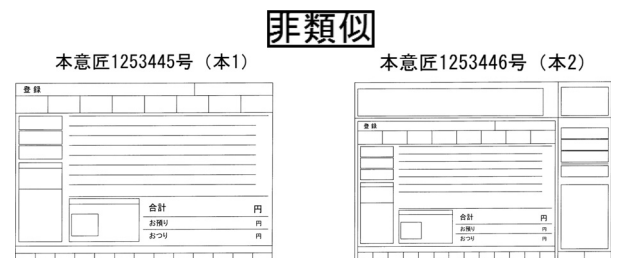 非類似
本意匠1253445号（本1）
本意匠1253446号（本2）
登録
合計 円
お預り 円
おつり 円
登録
合計 円
お預り 円
おつり 円